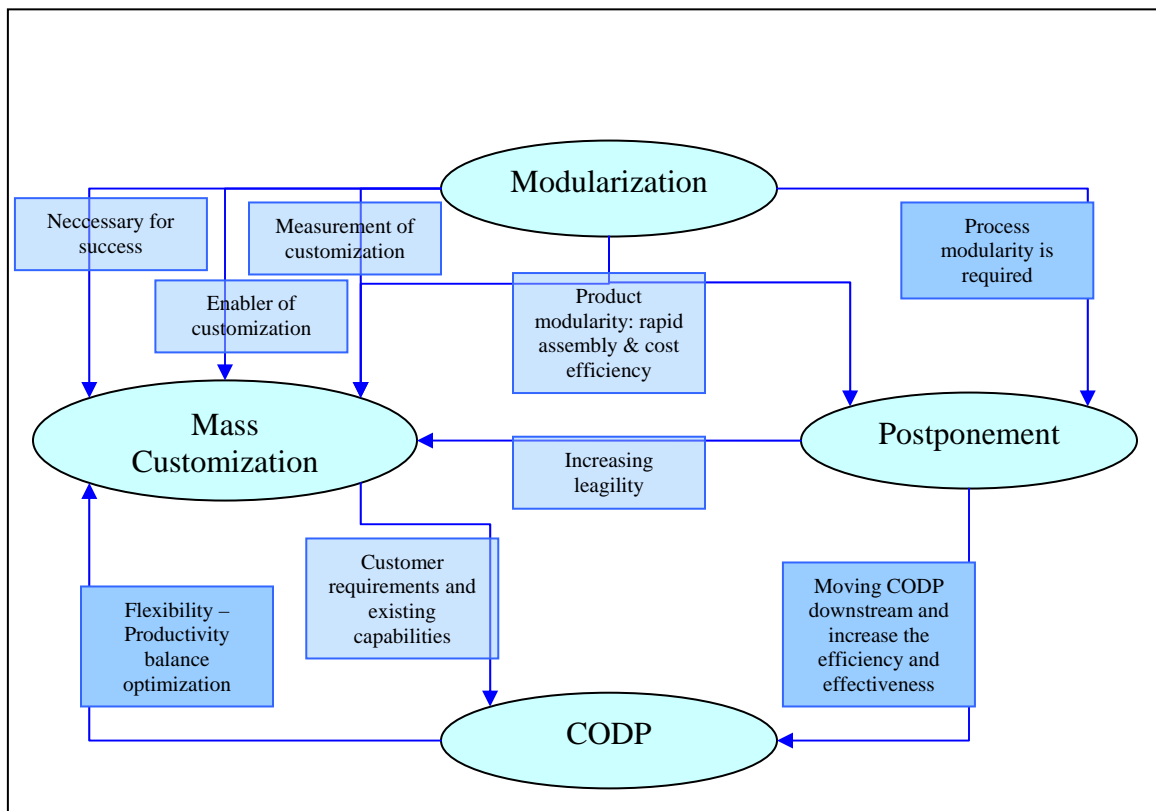 Modularization
Neccessary for
success
Measurement of
customization
Process
modularity is
required
Enabler of
customization
Product
modularity: rapid
assembly & cost
efficiency
Mass
Customization
Postponement
Increasing
leagility
Customer
requirements and
existing
capabilities
Flexibility –
Productivity
balance
optimization
Moving CODP
downstream and
increase the
efficiency and
effectiveness
CODP